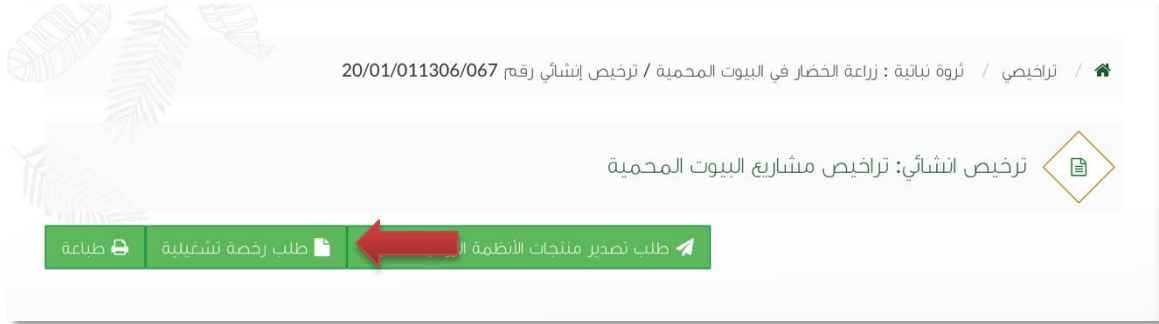 / تراخيصي / ثروة نباتية : زراعة الخضار في البيوت المحمية / ترخيص إنشائي رقم 20/01/011306/067
ترخيص انشائي: تراخيص مشاريع البيوت المحمية
طلب تصدير منتجات الأنظمة طلب رخصة تشغيلية طباعة